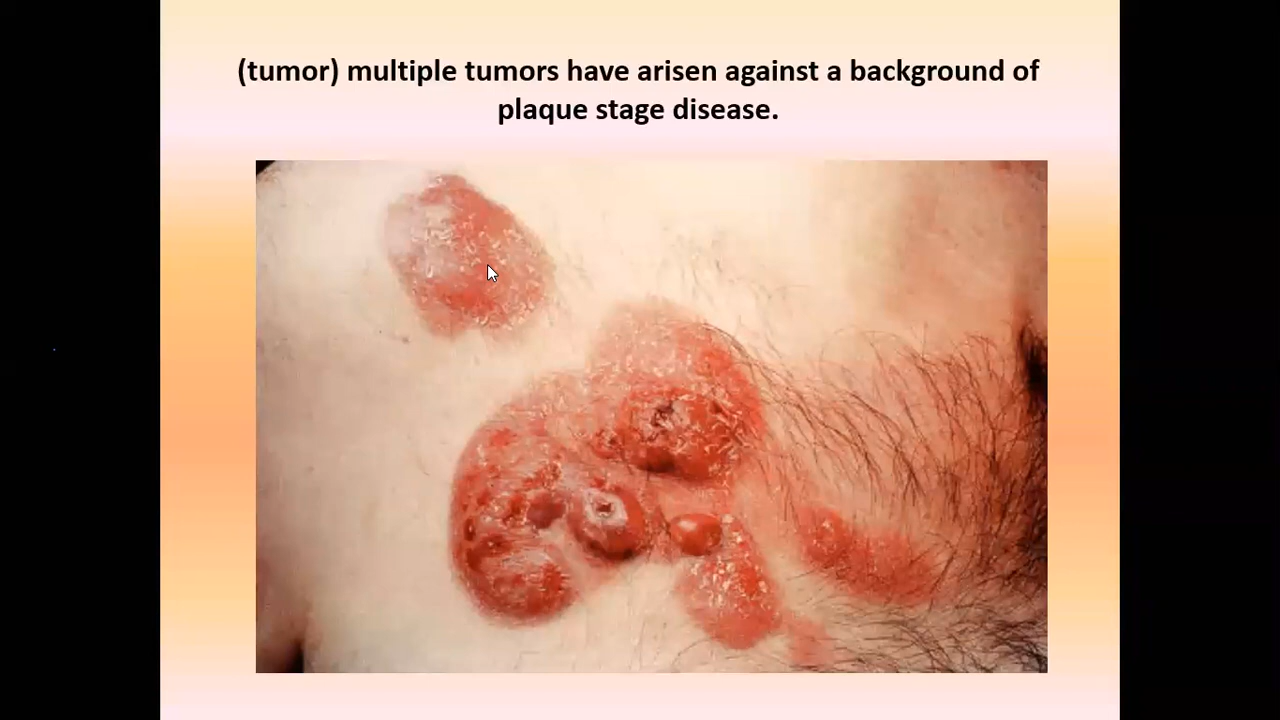 (tumor) multiple tumors have arisen against a background of
plaque stage disease.